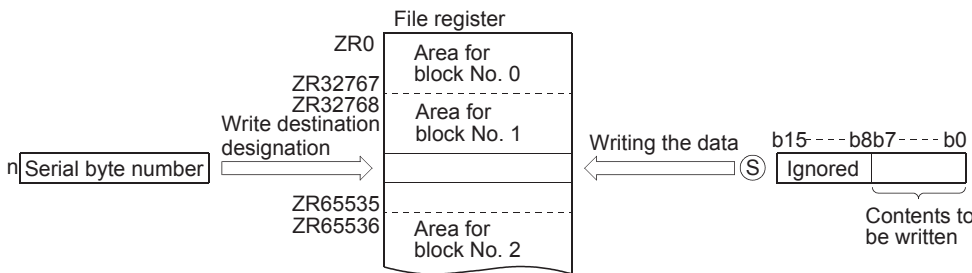 File register
ZR0
Area for
block No. 0
ZR32767
ZR32768
Area for
block No. 1
Write destination
designation
Writing the data
b15 - - - - b8b7 - - - - b0
n Serial byte number
S
Ignored
ZR65535
ZR65536
Area for
block No. 2
Contents to
be written